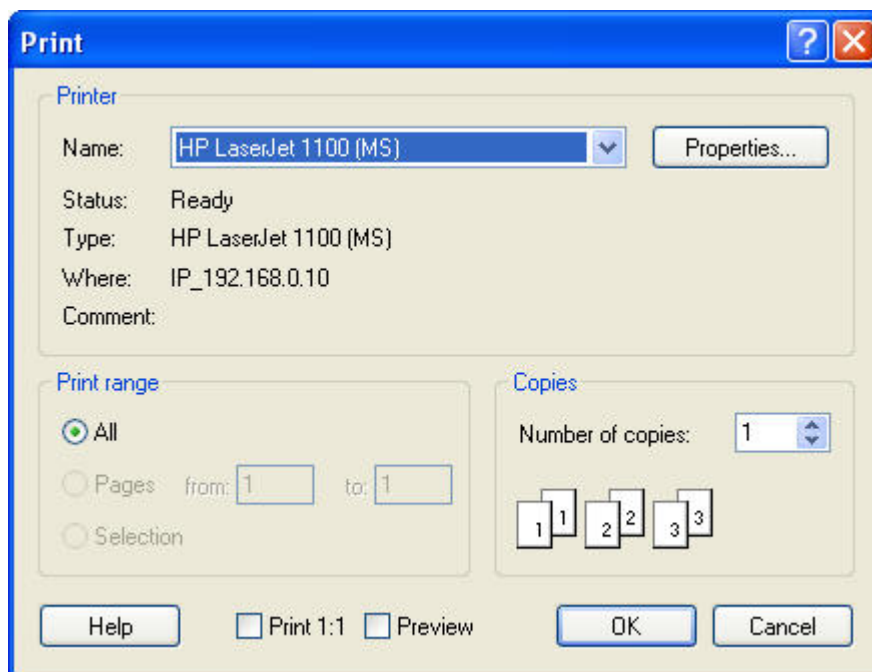 Print
Printer
Name: HP LaserJet 1100 (MS) Properties...
Status: Ready
Type: HP LaserJet 1100 (MS)
Where: IP_192.168.0.10
Comment:
Print range
All
Pages from: 1 to: 1
Selection
Copies
Number of copies: 1
1 1 2 2 3 3
Help Print 1:1 Preview OK Cancel